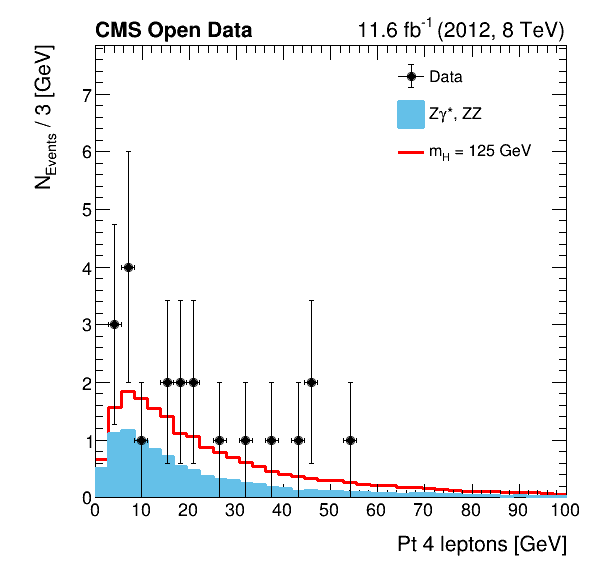 CMS Open Data
11.6 fb⁻¹ (2012, 8 TeV)
N_Events / 3 [GeV]
Data
Zγ*, ZZ
m_H = 125 GeV
7
6
5
4
3
2
1
0
0 10 20 30 40 50 60 70 80 90 100
Pt 4 leptons [GeV]